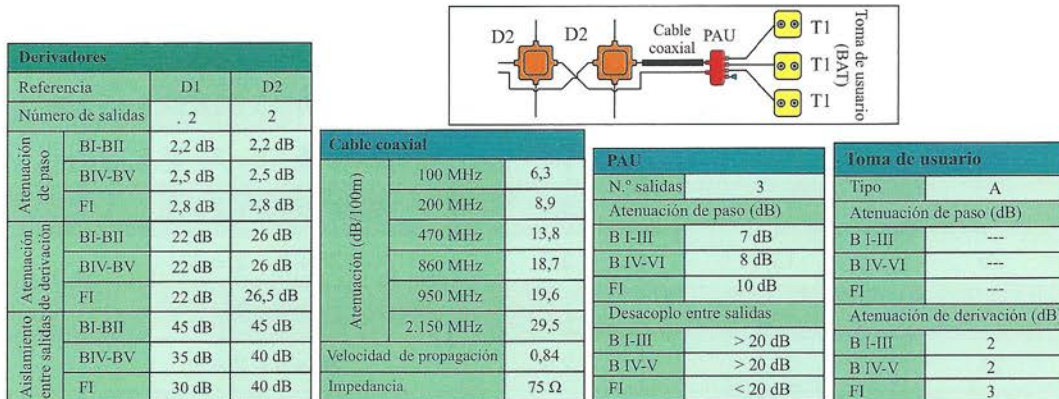 D2
D2
Cable
coaxial
PAU
T1
T1
T1
Toma de usuario
(BAT)
Derivadores
Referencia D1 D2
Número de salidas . 2 2
Atenuación
de paso
BI-BII 2,2 dB 2,2 dB
BIV-BV 2,5 dB 2,5 dB
FI 2,8 dB 2,8 dB
Atenuación
de derivación
BI-BII 22 dB 26 dB
BIV-BV 22 dB 26 dB
FI 22 dB 26,5 dB
Aislamiento
entre salidas
BI-BII 45 dB 45 dB
BIV-BV 35 dB 40 dB
FI 30 dB 40 dB
Cable coaxial
Atenuación (dB/100m)
100 MHz 6,3
200 MHz 8,9
470 MHz 13,8
860 MHz 18,7
950 MHz 19,6
2.150 MHz 29,5
Velocidad de propagación 0,84
Impedancia 75 Ω
PAU
N.º salidas 3
Atenuación de paso (dB)
B I-III 7 dB
B IV-VI 8 dB
FI 10 dB
Desacoplo entre salidas
B I-III > 20 dB
B IV-V > 20 dB
FI < 20 dB
Toma de usuario
Tipo A
Atenuación de paso (dB)
B I-III ---
B IV-VI ---
FI ---
Atenuación de derivación (dB)
B I-III 2
B IV-V 2
FI 3